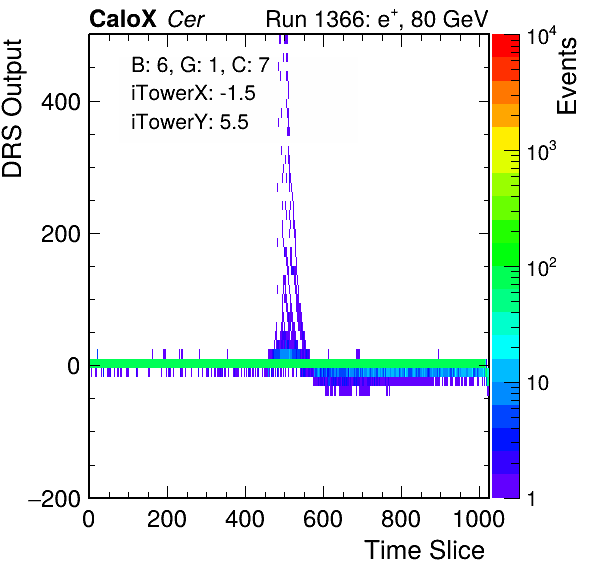 CaloX Cer Run 1366: e⁺, 80 GeV
B: 6, G: 1, C: 7
iTowerX: -1.5
iTowerY: 5.5
DRS Output
400
200
0
−200
0 200 400 600 800 1000
Time Slice
Events
10⁴
10³
10²
10
1